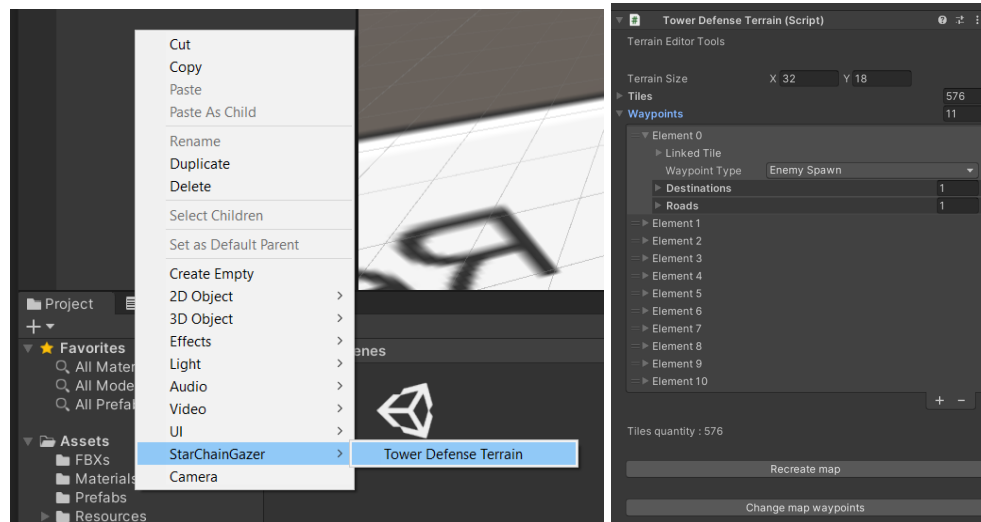 Cut
Copy
Paste
Paste As Child
Rename
Duplicate
Delete
Select Children
Set as Default Parent
Create Empty
2D Object
3D Object
Effects
Light
Audio
Video
UI
StarChainGazer
Camera
Tower Defense Terrain
Project
Favorites
All Mater
All Mode
All Prefab
Assets
FBXs
Materials
Prefabs
Resources
enes
Tower Defense Terrain (Script)
Terrain Editor Tools
Terrain Size X 32 Y 18
Tiles 576
Waypoints 11
Element 0
Linked Tile
Waypoint Type Enemy Spawn
Destinations 1
Roads 1
Element 1
Element 2
Element 3
Element 4
Element 5
Element 6
Element 7
Element 8
Element 9
Element 10
Tiles quantity : 576
Recreate map
Change map waypoints